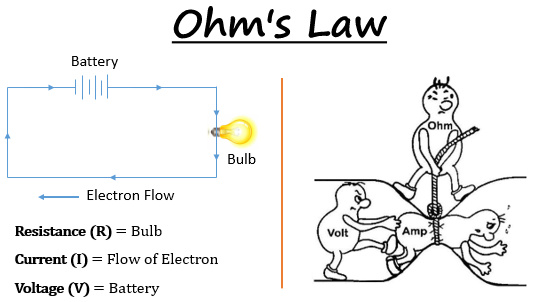 Ohm's Law
Battery
Bulb
Electron Flow
Resistance (R) = Bulb
Current (I) = Flow of Electron
Voltage (V) = Battery
Ohm
Volt
Amp